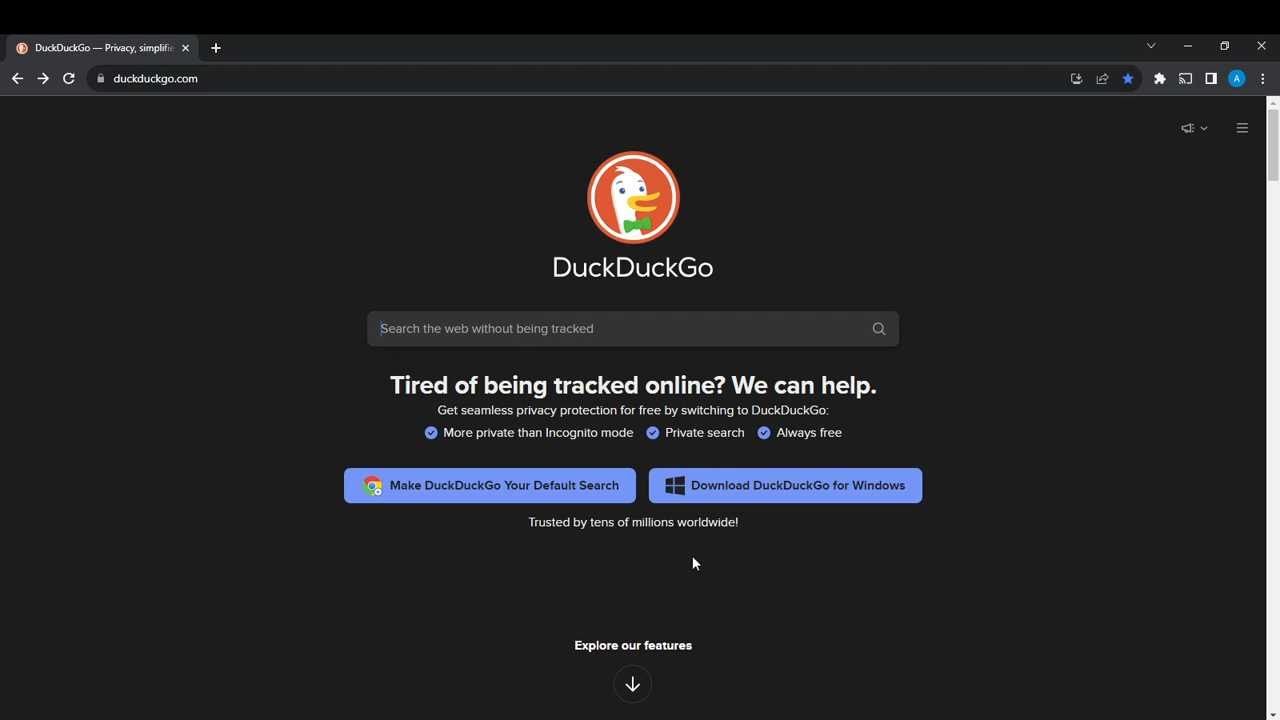 DuckDuckGo — Privacy, simplifie
duckduckgo.com
A
DuckDuckGo
Search the web without being tracked
Tired of being tracked online? We can help.
Get seamless privacy protection for free by switching to DuckDuckGo:
More private than Incognito mode Private search Always free
Make DuckDuckGo Your Default Search Download DuckDuckGo for Windows
Trusted by tens of millions worldwide!
Explore our features